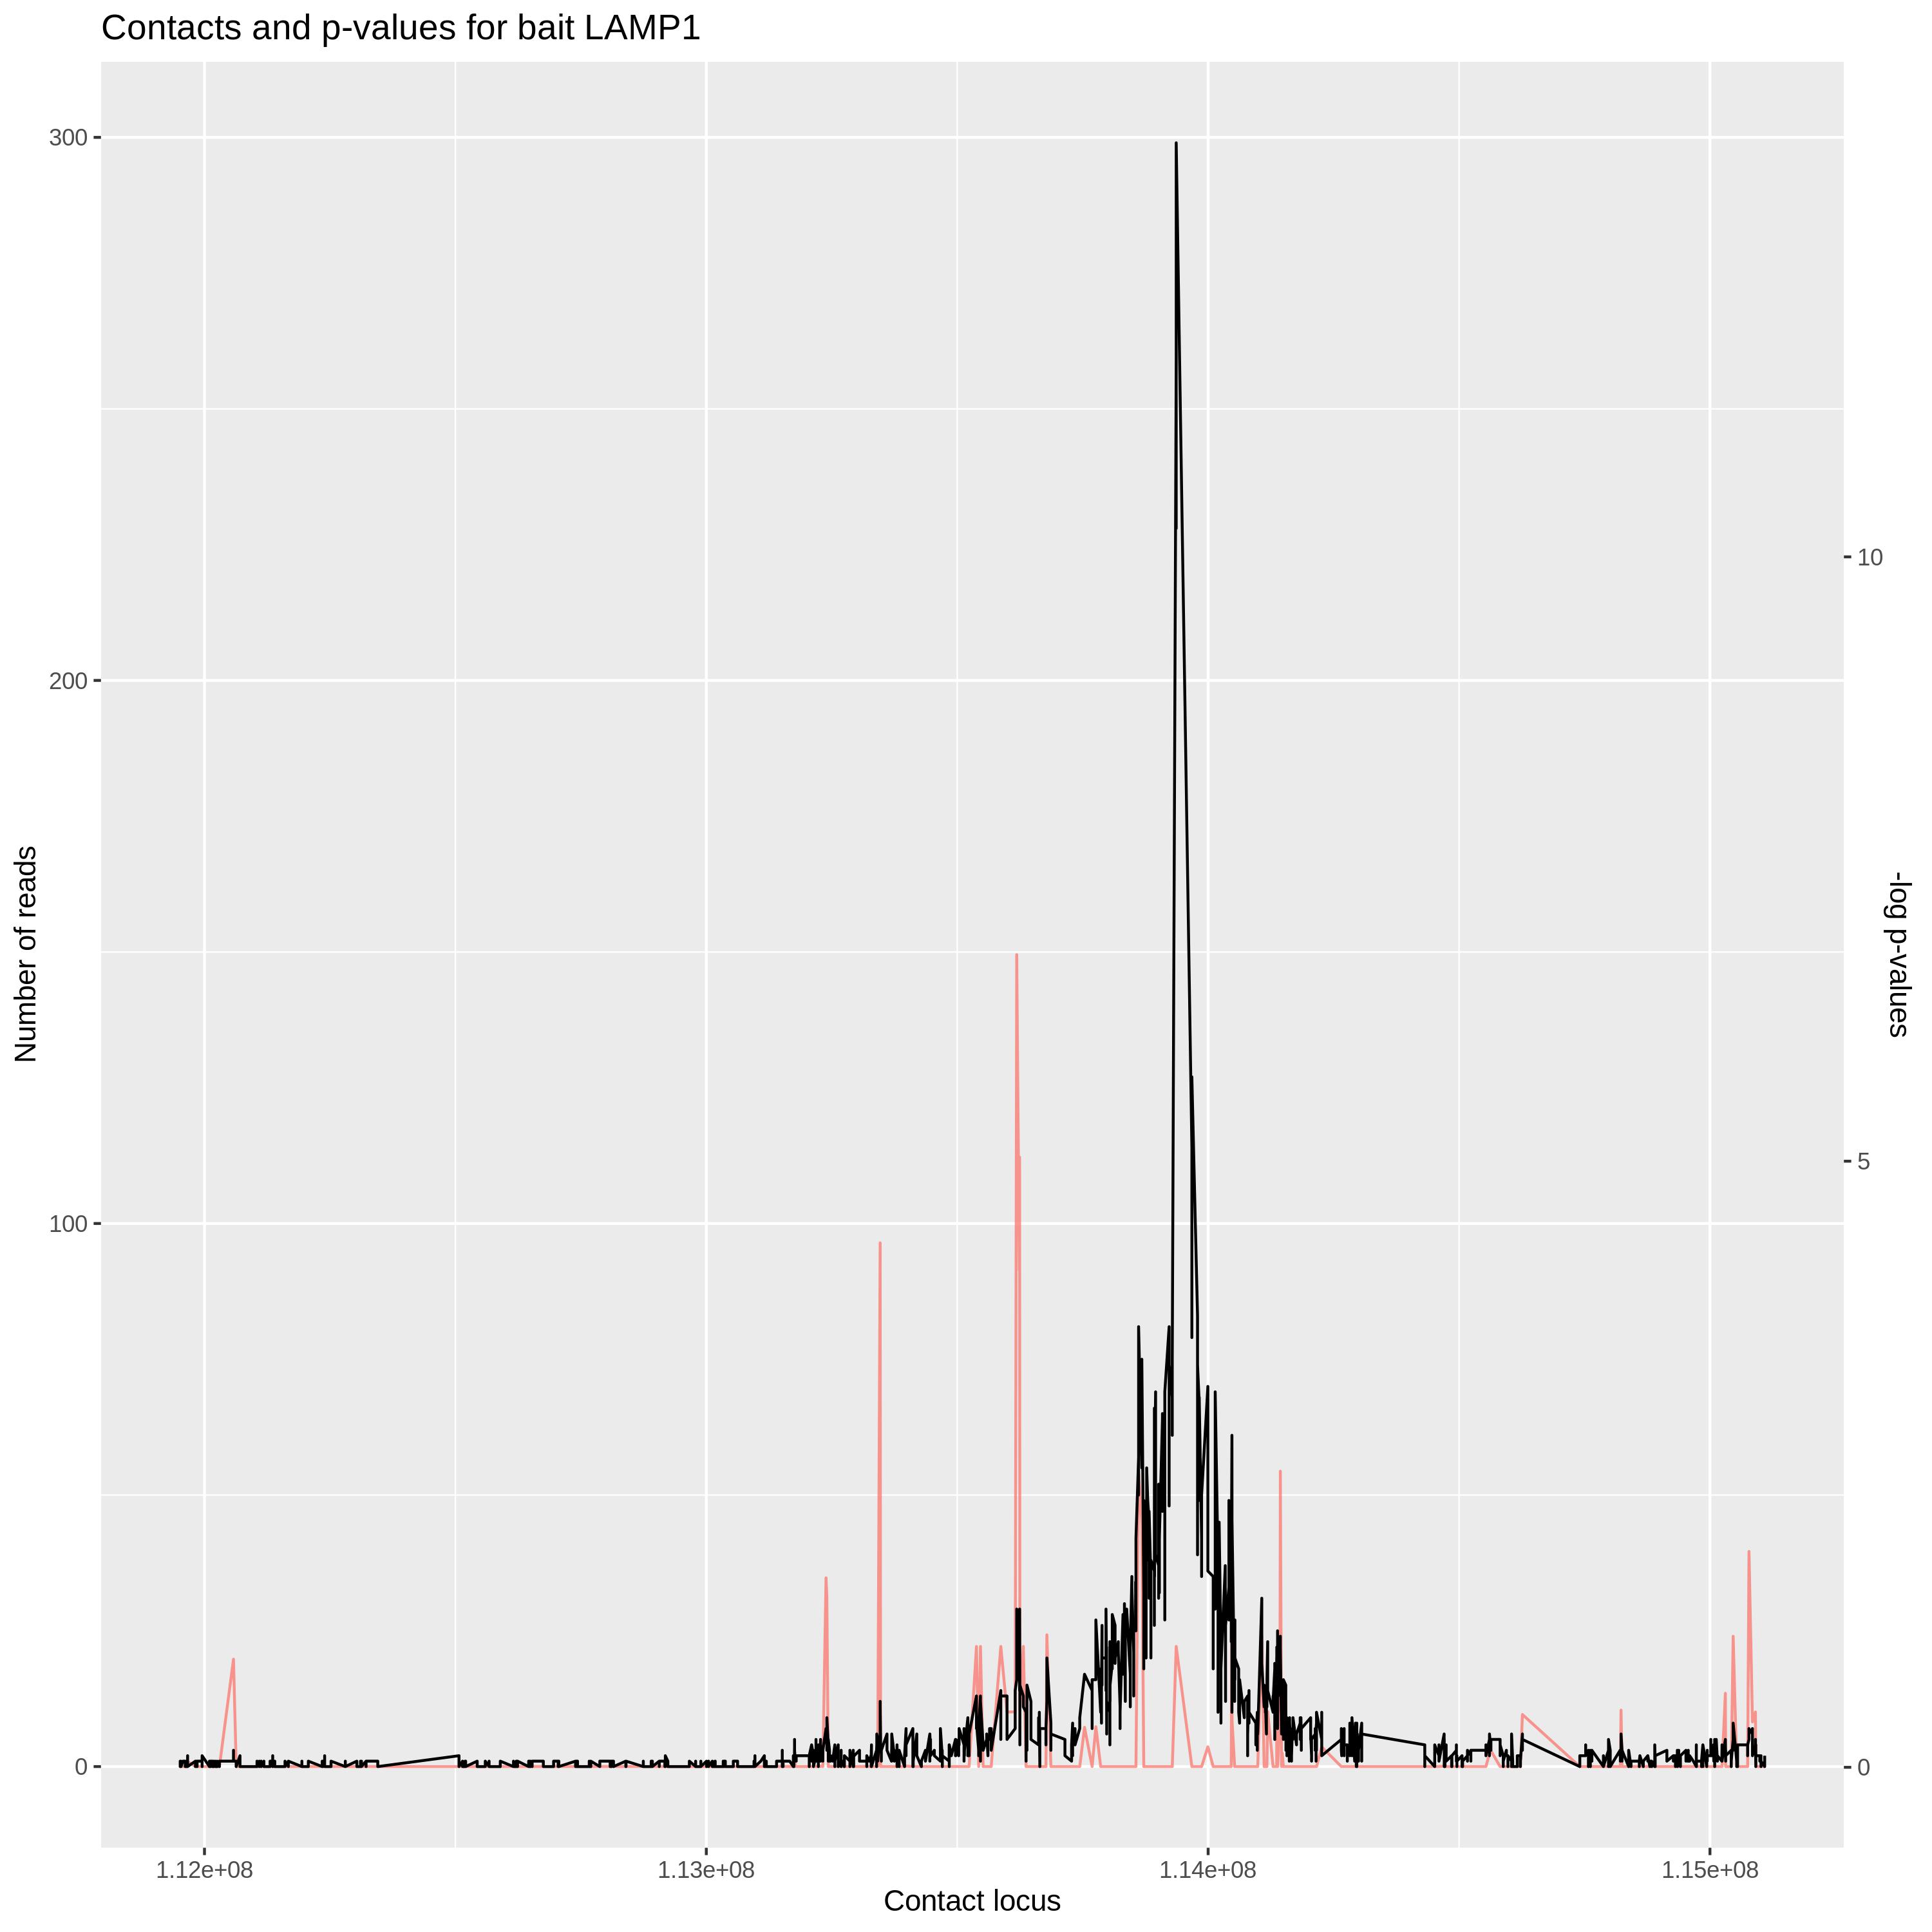 Contacts and p-values for bait LAMP1
300
200
100
0
Number of reads
10
5
0
-log p-values
1.12e+08
1.13e+08
1.14e+08
1.15e+08
Contact locus